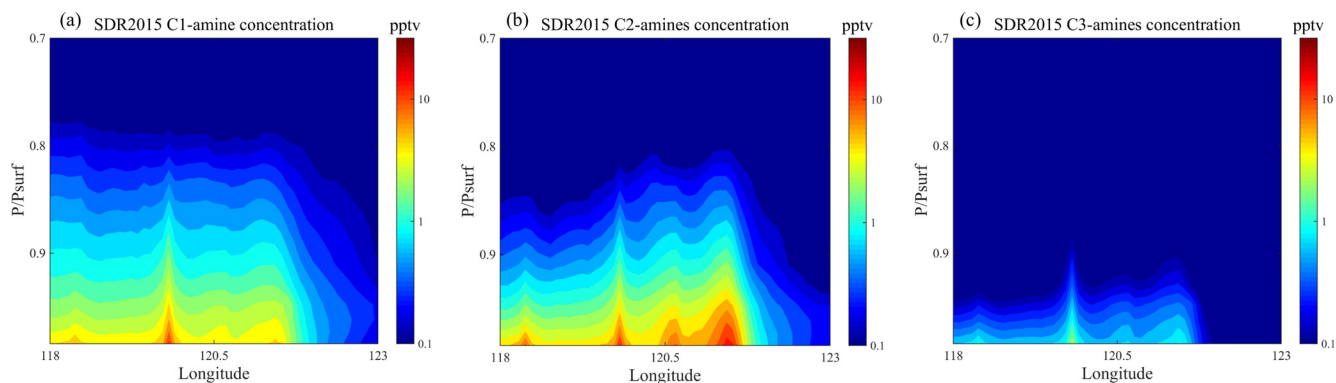 (a) SDR2015 C1-amine concentration pptv
0.7
0.8
0.9
P/Psurf
118 120.5 123
Longitude
10
1
0.1
(b) SDR2015 C2-amines concentration pptv
0.7
0.8
0.9
P/Psurf
118 120.5 123
Longitude
10
1
0.1
(c) SDR2015 C3-amines concentration pptv
0.7
0.8
0.9
P/Psurf
118 120.5 123
Longitude
10
1
0.1